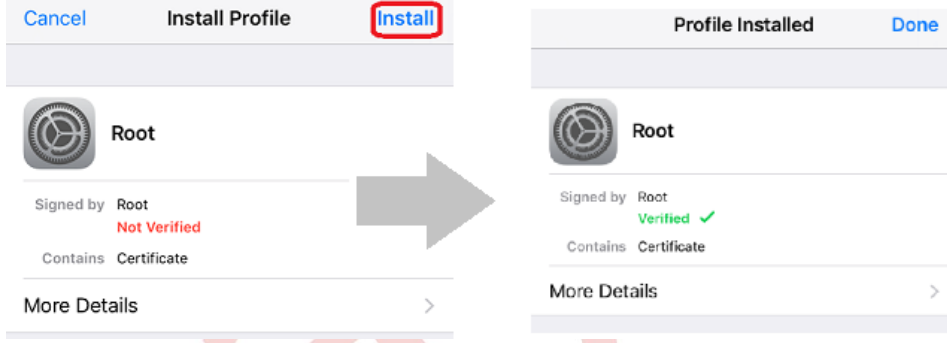 Cancel Install Profile Install
Root
Signed by Root
Not Verified
Contains Certificate
More Details
Profile Installed Done
Root
Signed by Root
Verified
Contains Certificate
More Details